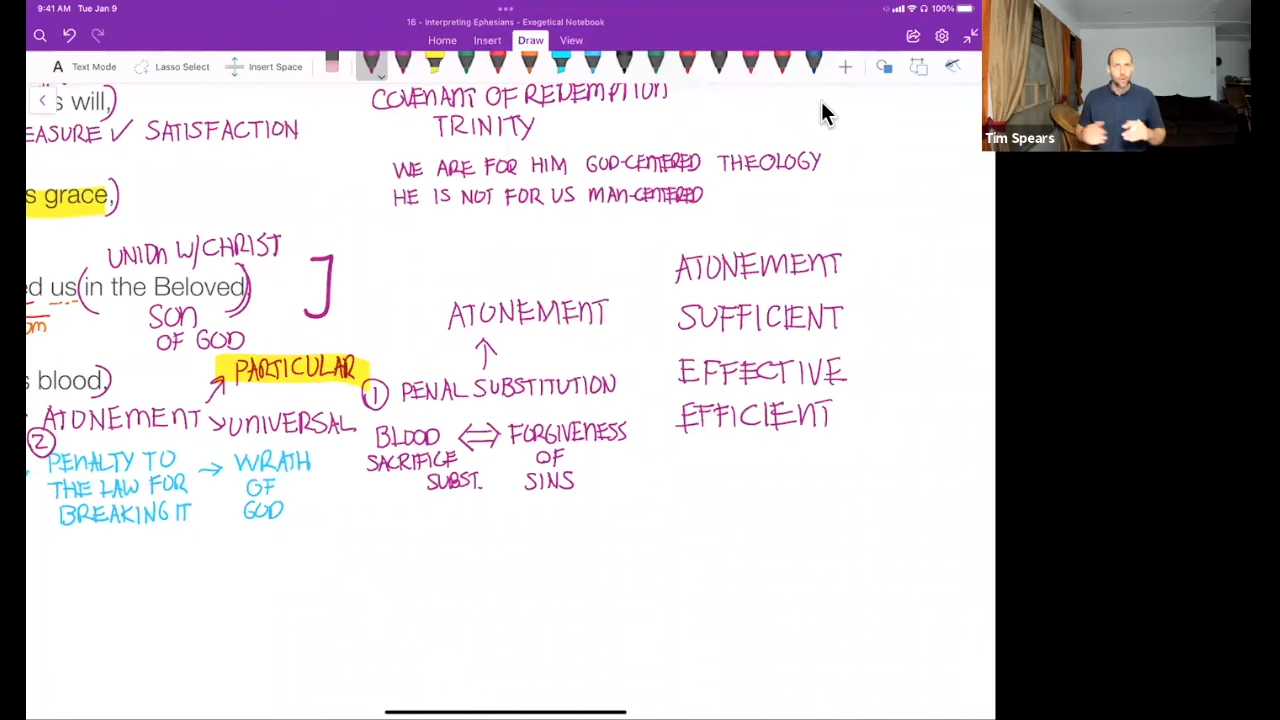 9:41 AM Tue Jan 9
100%
16 - Interpreting Ephesians - Exegetical Notebook
Home Insert Draw View
A Text Mode Lasso Select Insert Space
Tim Spears
s will,)
EASURE ✓ SATISFACTION
COVENANT OF REDEMPTION
TRINITY
WE ARE FOR HIM GOD-CENTERED THEOLOGY
HE IS NOT FOR US MAN-CENTERED
s grace,)
UNION W/CHRIST
ed us (in the Beloved)
SON
OF GOD
om
s blood,)
PARTICULAR
② ATONEMENT
UNIVERSAL
PENALTY TO
THE LAW FOR
BREAKING IT
→ WRATH
OF
GOD
ATONEMENT
① PENAL SUBSTITUTION
BLOOD ⟺ FORGIVENESS
SACRIFICE OF
SUBST. SINS
ATONEMENT
SUFFICIENT
EFFECTIVE
EFFICIENT